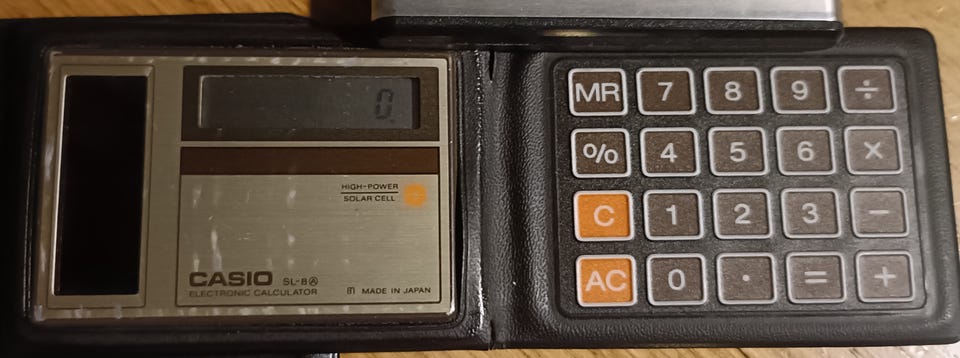 0.
HIGH-POWER
SOLAR CELL
CASIO SL-8Ⓐ
ELECTRONIC CALCULATOR
MADE IN JAPAN
MR 7 8 9 ÷
% 4 5 6 ×
C 1 2 3 −
AC 0 · = +